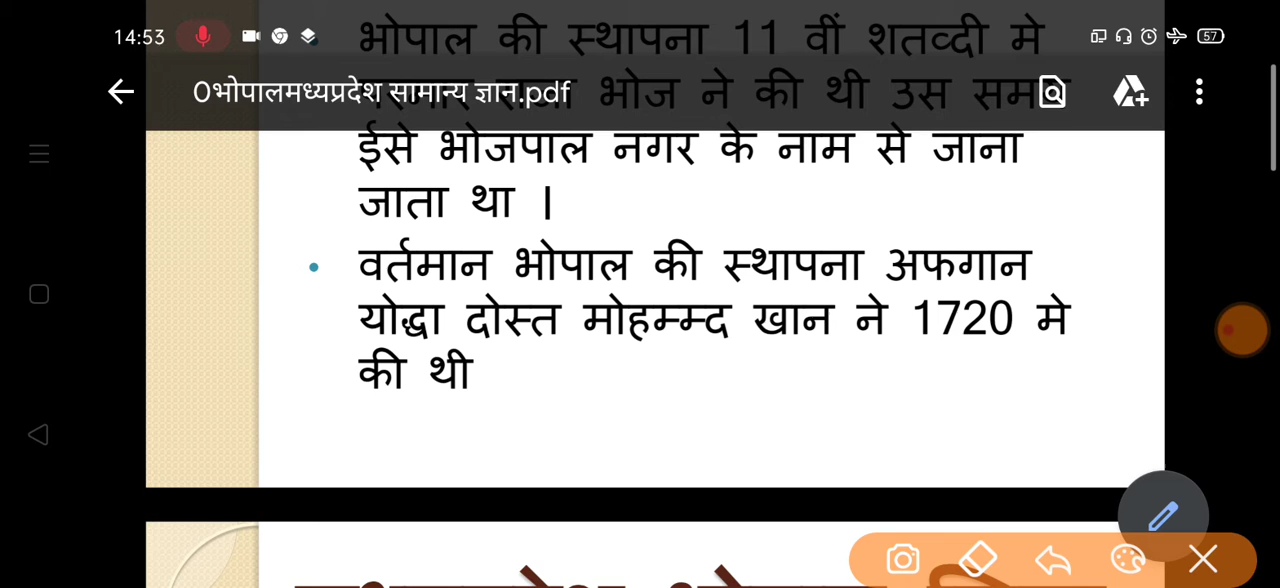 14:53
57
0भोपालमध्यप्रदेश सामान्य ज्ञान.pdf
भोपाल की स्थापना 11 वीं शतव्दी मे
राजा भोज ने की थी उस
ईसे भोजपाल नगर के नाम से जाना
जाता था ।
• वर्तमान भोपाल की स्थापना अफगान
योद्धा दोस्त मोहम्म्द खान ने 1720 मे
की थी